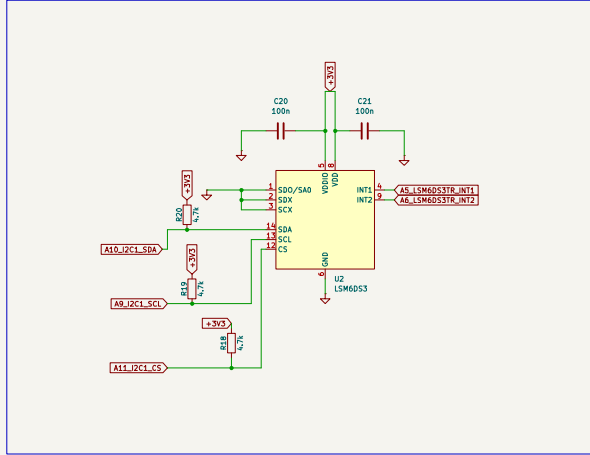 +3V3
C20
100n
C21
100n
5
8
VDDIO
VDD
+3V3
R20
4.7k
1
SDO/SA0
2
SDX
3
SCX
14
SDA
13
SCL
12
CS
INT1
4
A5_LSM6DS3TR_INT1
INT2
9
A6_LSM6DS3TR_INT2
A10_I2C1_SDA
+3V3
R19
4.7k
GND
6
U2
LSM6DS3
A9_I2C1_SCL
+3V3
R18
4.7k
A11_I2C1_CS